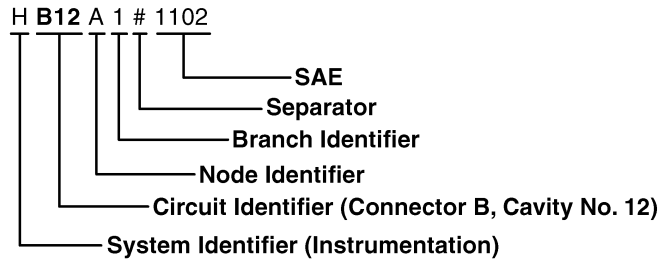 H B12 A 1 # 1102
SAE
Separator
Branch Identifier
Node Identifier
Circuit Identifier (Connector B, Cavity No. 12)
System Identifier (Instrumentation)